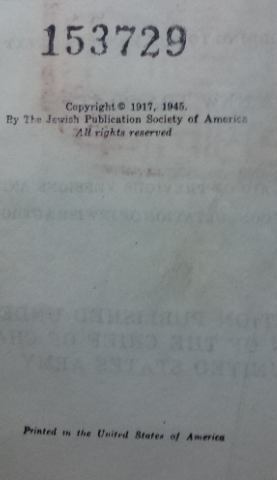 153729
Copyright © 1917, 1945.
By The Jewish Publication Society of America
All rights reserved
Printed in the United States of America